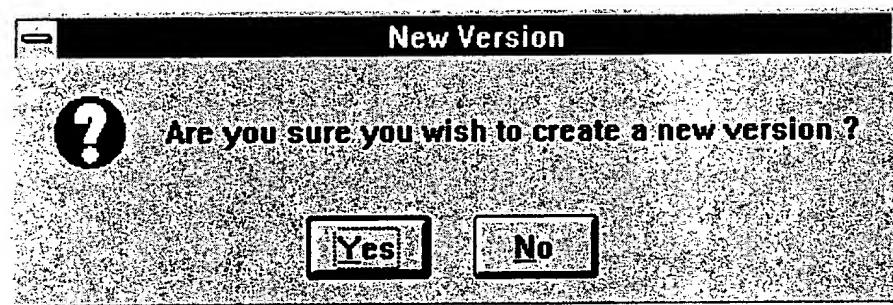 New Version
Are you sure you wish to create a new version ?
Yes
No